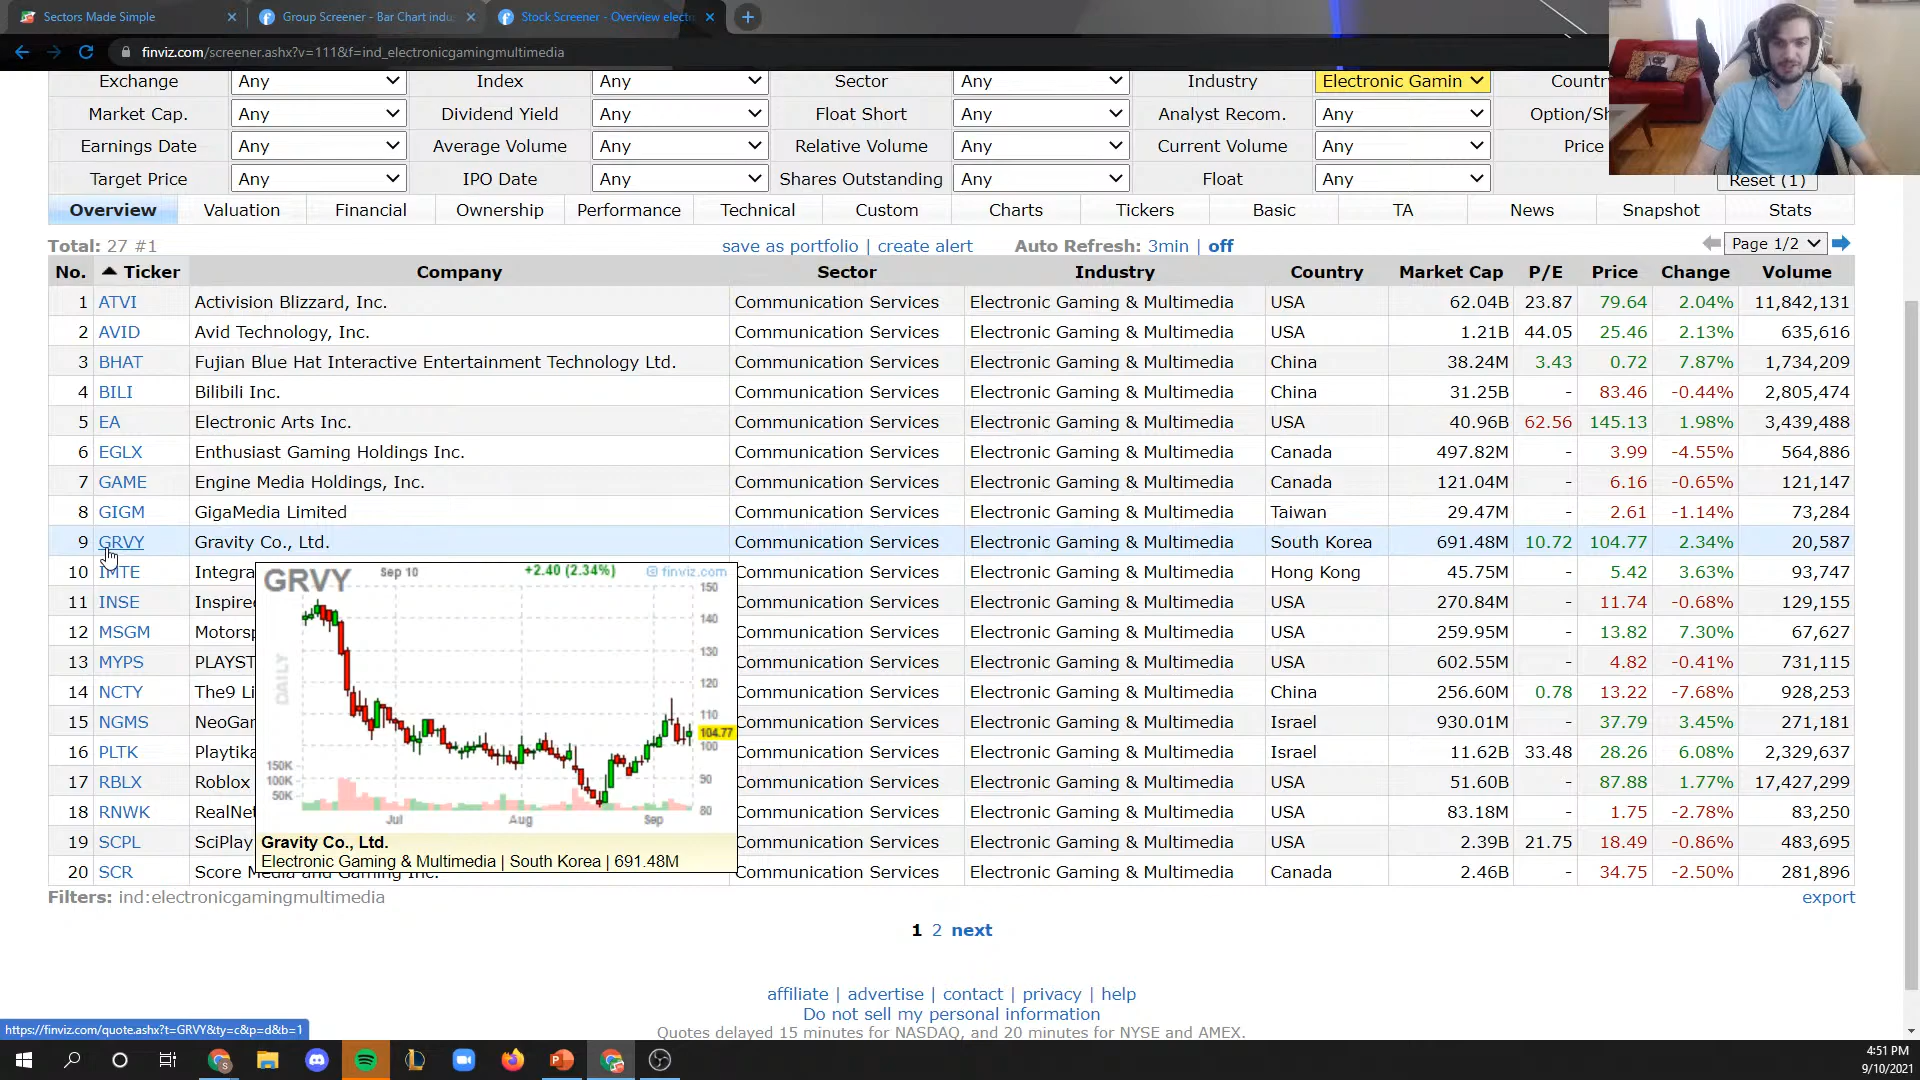 Sectors Made Simple
Group Screener - Bar Chart indu
Stock Screener - Overview electr
finviz.com/screener.ashx?v=111&f=ind_electronicgamingmultimedia
Exchange Any Index Any Sector Any Industry Electronic Gamin Countr
Market Cap. Any Dividend Yield Any Float Short Any Analyst Recom. Any Option/Sh
Earnings Date Any Average Volume Any Relative Volume Any Current Volume Any Price
Target Price Any IPO Date Any Shares Outstanding Any Float Any Reset (1)
Overview Valuation Financial Ownership Performance Technical Custom Charts Tickers Basic TA News Snapshot Stats
Total: 27 #1 save as portfolio | create alert Auto Refresh: 3min | off Page 1/2
No. Ticker Company Sector Industry Country Market Cap P/E Price Change Volume
1 ATVI Activision Blizzard, Inc. Communication Services Electronic Gaming & Multimedia USA 62.04B 23.87 79.64 2.04% 11,842,131
2 AVID Avid Technology, Inc. Communication Services Electronic Gaming & Multimedia USA 1.21B 44.05 25.46 2.13% 635,616
3 BHAT Fujian Blue Hat Interactive Entertainment Technology Ltd. Communication Services Electronic Gaming & Multimedia China 38.24M 3.43 0.72 7.87% 1,734,209
4 BILI Bilibili Inc. Communication Services Electronic Gaming & Multimedia China 31.25B - 83.46 -0.44% 2,805,474
5 EA Electronic Arts Inc. Communication Services Electronic Gaming & Multimedia USA 40.96B 62.56 145.13 1.98% 3,439,488
6 EGLX Enthusiast Gaming Holdings Inc. Communication Services Electronic Gaming & Multimedia Canada 497.82M - 3.99 -4.55% 564,886
7 GAME Engine Media Holdings, Inc. Communication Services Electronic Gaming & Multimedia Canada 121.04M - 6.16 -0.65% 121,147
8 GIGM GigaMedia Limited Communication Services Electronic Gaming & Multimedia Taiwan 29.47M - 2.61 -1.14% 73,284
9 GRVY Gravity Co., Ltd. Communication Services Electronic Gaming & Multimedia South Korea 691.48M 10.72 104.77 2.34% 20,587
10 Integra Communication Services Electronic Gaming & Multimedia Hong Kong 45.75M - 5.42 3.63% 93,747
11 INSE Inspired Communication Services Electronic Gaming & Multimedia USA 270.84M - 11.74 -0.68% 129,155
12 MSGM Motorsp Communication Services Electronic Gaming & Multimedia USA 259.95M - 13.82 7.30% 67,627
13 MYPS PLAYST Communication Services Electronic Gaming & Multimedia USA 602.55M - 4.82 -0.41% 731,115
14 NCTY The9 Li Communication Services Electronic Gaming & Multimedia China 256.60M 0.78 13.22 -7.68% 928,253
15 NGMS NeoGar Communication Services Electronic Gaming & Multimedia Israel 930.01M - 37.79 3.45% 271,181
16 PLTK Playtika Communication Services Electronic Gaming & Multimedia Israel 11.62B 33.48 28.26 6.08% 2,329,637
17 RBLX Roblox Communication Services Electronic Gaming & Multimedia USA 51.60B - 87.88 1.77% 17,427,299
18 RNWK RealNet Communication Services Electronic Gaming & Multimedia USA 83.18M - 1.75 -2.78% 83,250
19 SCPL SciPlay Communication Services Electronic Gaming & Multimedia USA 2.39B 21.75 18.49 -0.86% 483,695
20 SCR Score Media and Gaming Inc. Communication Services Electronic Gaming & Multimedia Canada 2.46B - 34.75 -2.50% 281,896
GRVY Sep 10 +2.40 (2.34%) © finviz.com
DAILY
150
140
130
120
110
104.77
100
90
80
150K
100K
50K
Jul Aug Sep
Gravity Co., Ltd.
Electronic Gaming & Multimedia | South Korea | 691.48M
Filters: ind:electronicgamingmultimedia export
1 2 next
affiliate | advertise | contact | privacy | help
Do not sell my personal information
Quotes delayed 15 minutes for NASDAQ, and 20 minutes for NYSE and AMEX.
https://finviz.com/quote.ashx?t=GRVY&ty=c&p=d&b=1
4:51 PM
9/10/2021